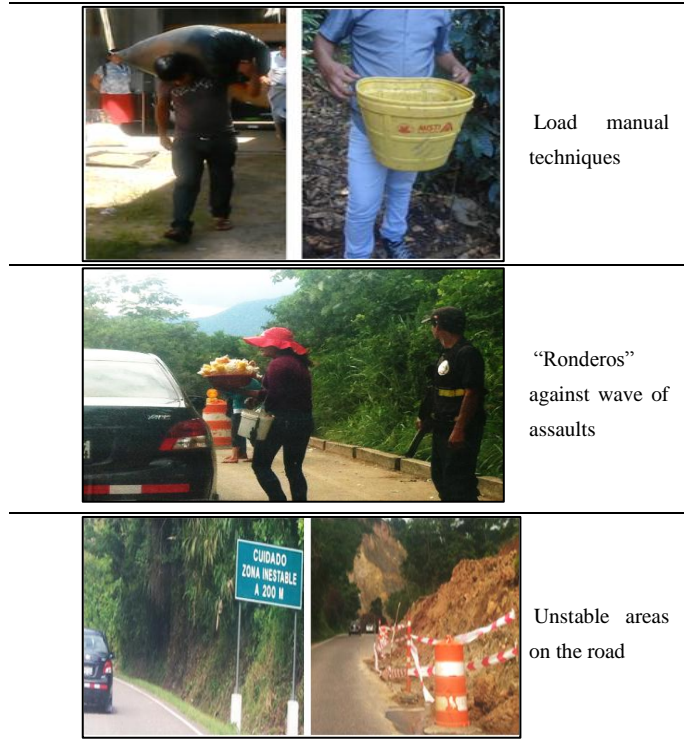 Load manual
techniques
“Ronderos”
against wave of
assaults
CUIDADO
ZONA INESTABLE
A 200 M
Unstable areas
on the road